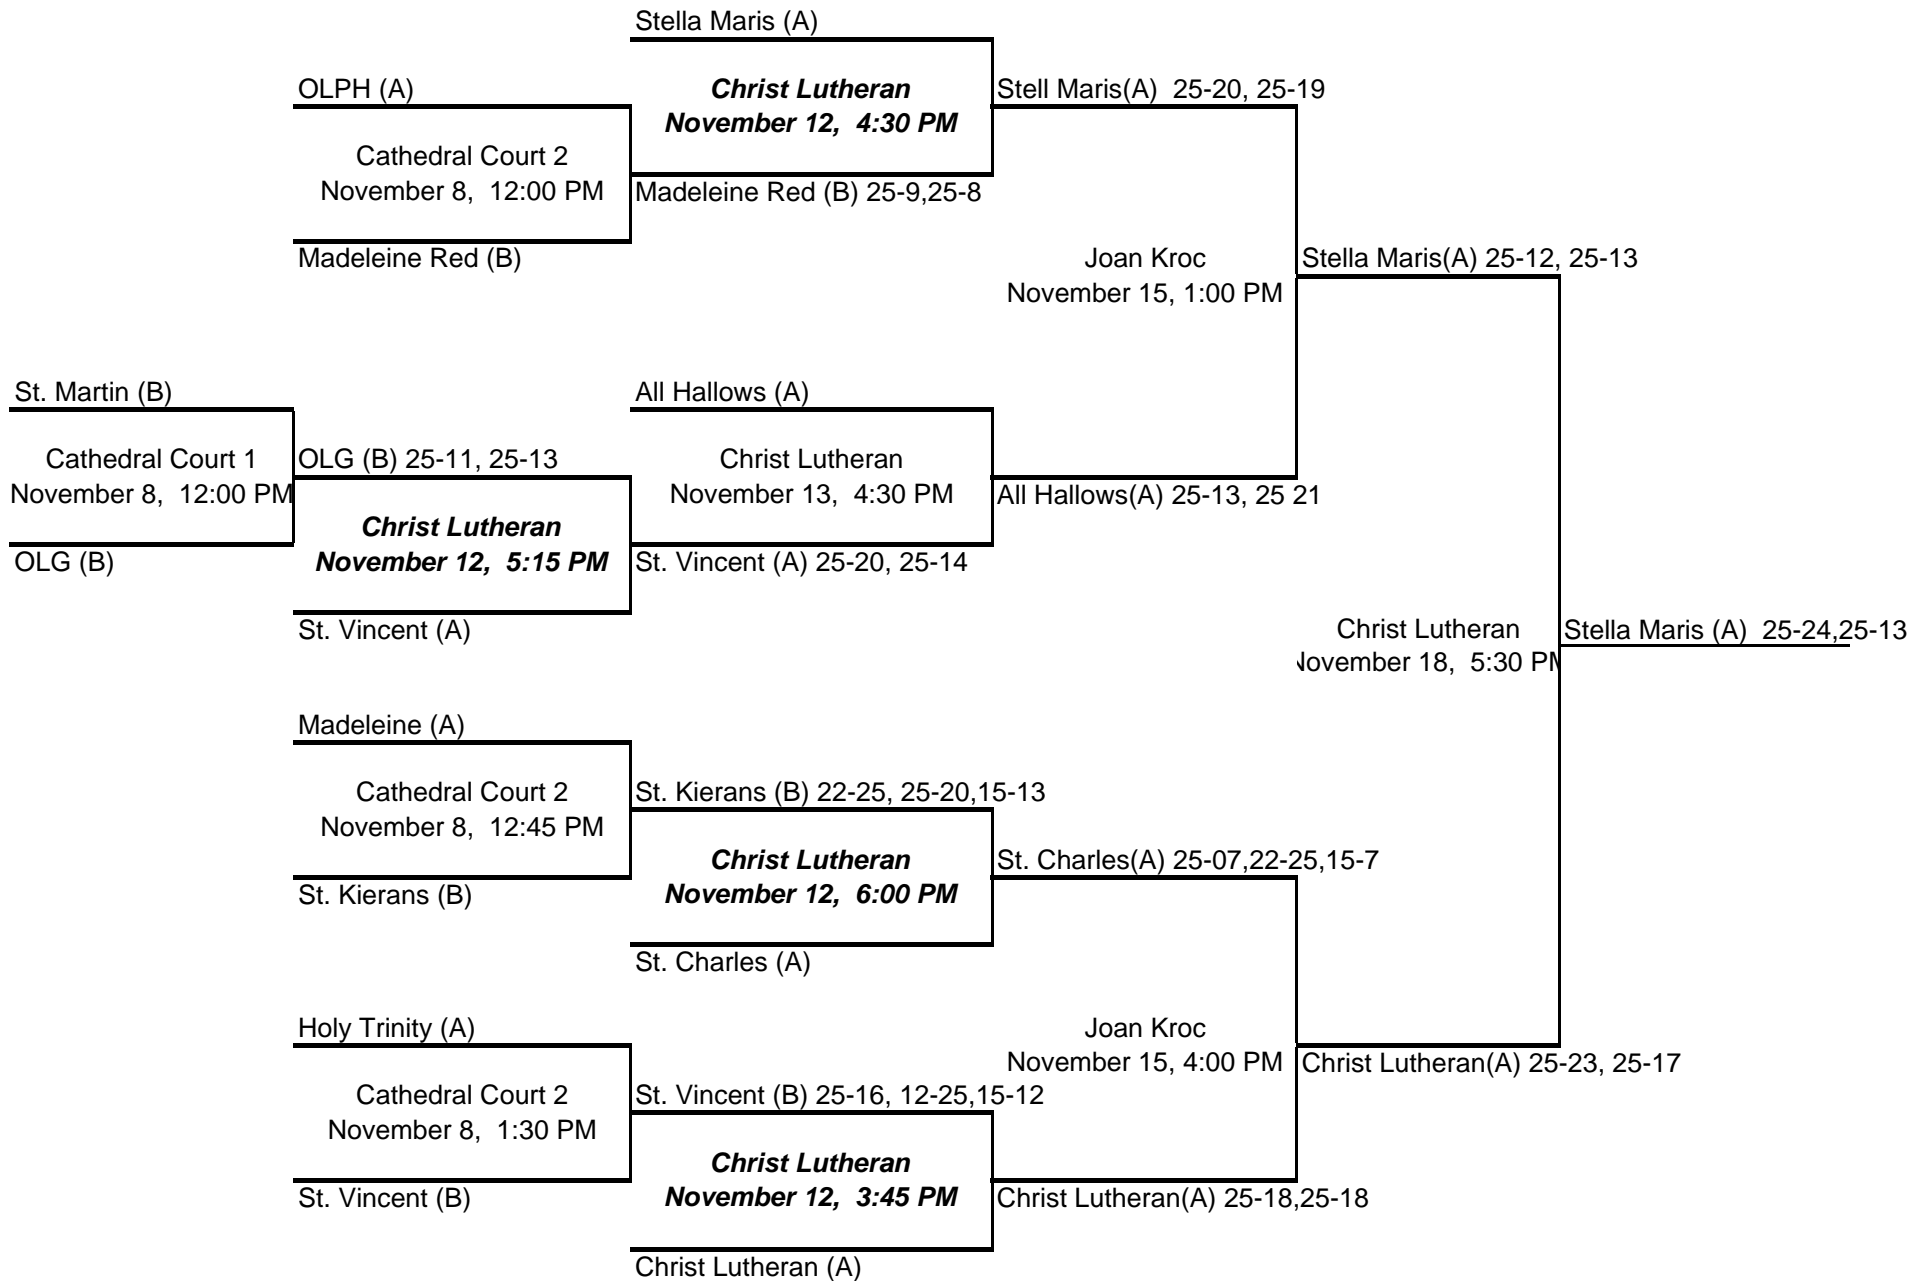 Stella Maris (A)
OLPH (A)
Christ Lutheran
Stell Maris(A)  25-20, 25-19
November 12,  4:30 PM
Cathedral Court 2
November 8,  12:00 PM
Madeleine Red (B) 25-9,25-8
Madeleine Red (B)
Joan Kroc
Stella Maris(A) 25-12, 25-13
November 15, 1:00 PM
St. Martin (B)
All Hallows (A)
Cathedral Court 1
OLG (B) 25-11, 25-13
Christ Lutheran
November 8,  12:00 PM
November 13,  4:30 PM
All Hallows(A) 25-13, 25 21
Christ Lutheran
OLG (B)
November 12,  5:15 PM
St. Vincent (A) 25-20, 25-14
St. Vincent (A)
Christ Lutheran
Stella Maris (A)  25-24,25-13
November 18,  5:30 PM
Madeleine (A)
Cathedral Court 2
St. Kierans (B) 22-25, 25-20,15-13
November 8,  12:45 PM
Christ Lutheran
St. Charles(A) 25-07,22-25,15-7
St. Kierans (B)
November 12,  6:00 PM
St. Charles (A)
Holy Trinity (A)
Joan Kroc
November 15, 4:00 PM
Christ Lutheran(A) 25-23, 25-17
Cathedral Court 2
St. Vincent (B) 25-16, 12-25,15-12
November 8,  1:30 PM
Christ Lutheran
St. Vincent (B)
November 12,  3:45 PM
Christ Lutheran(A) 25-18,25-18
Christ Lutheran (A)